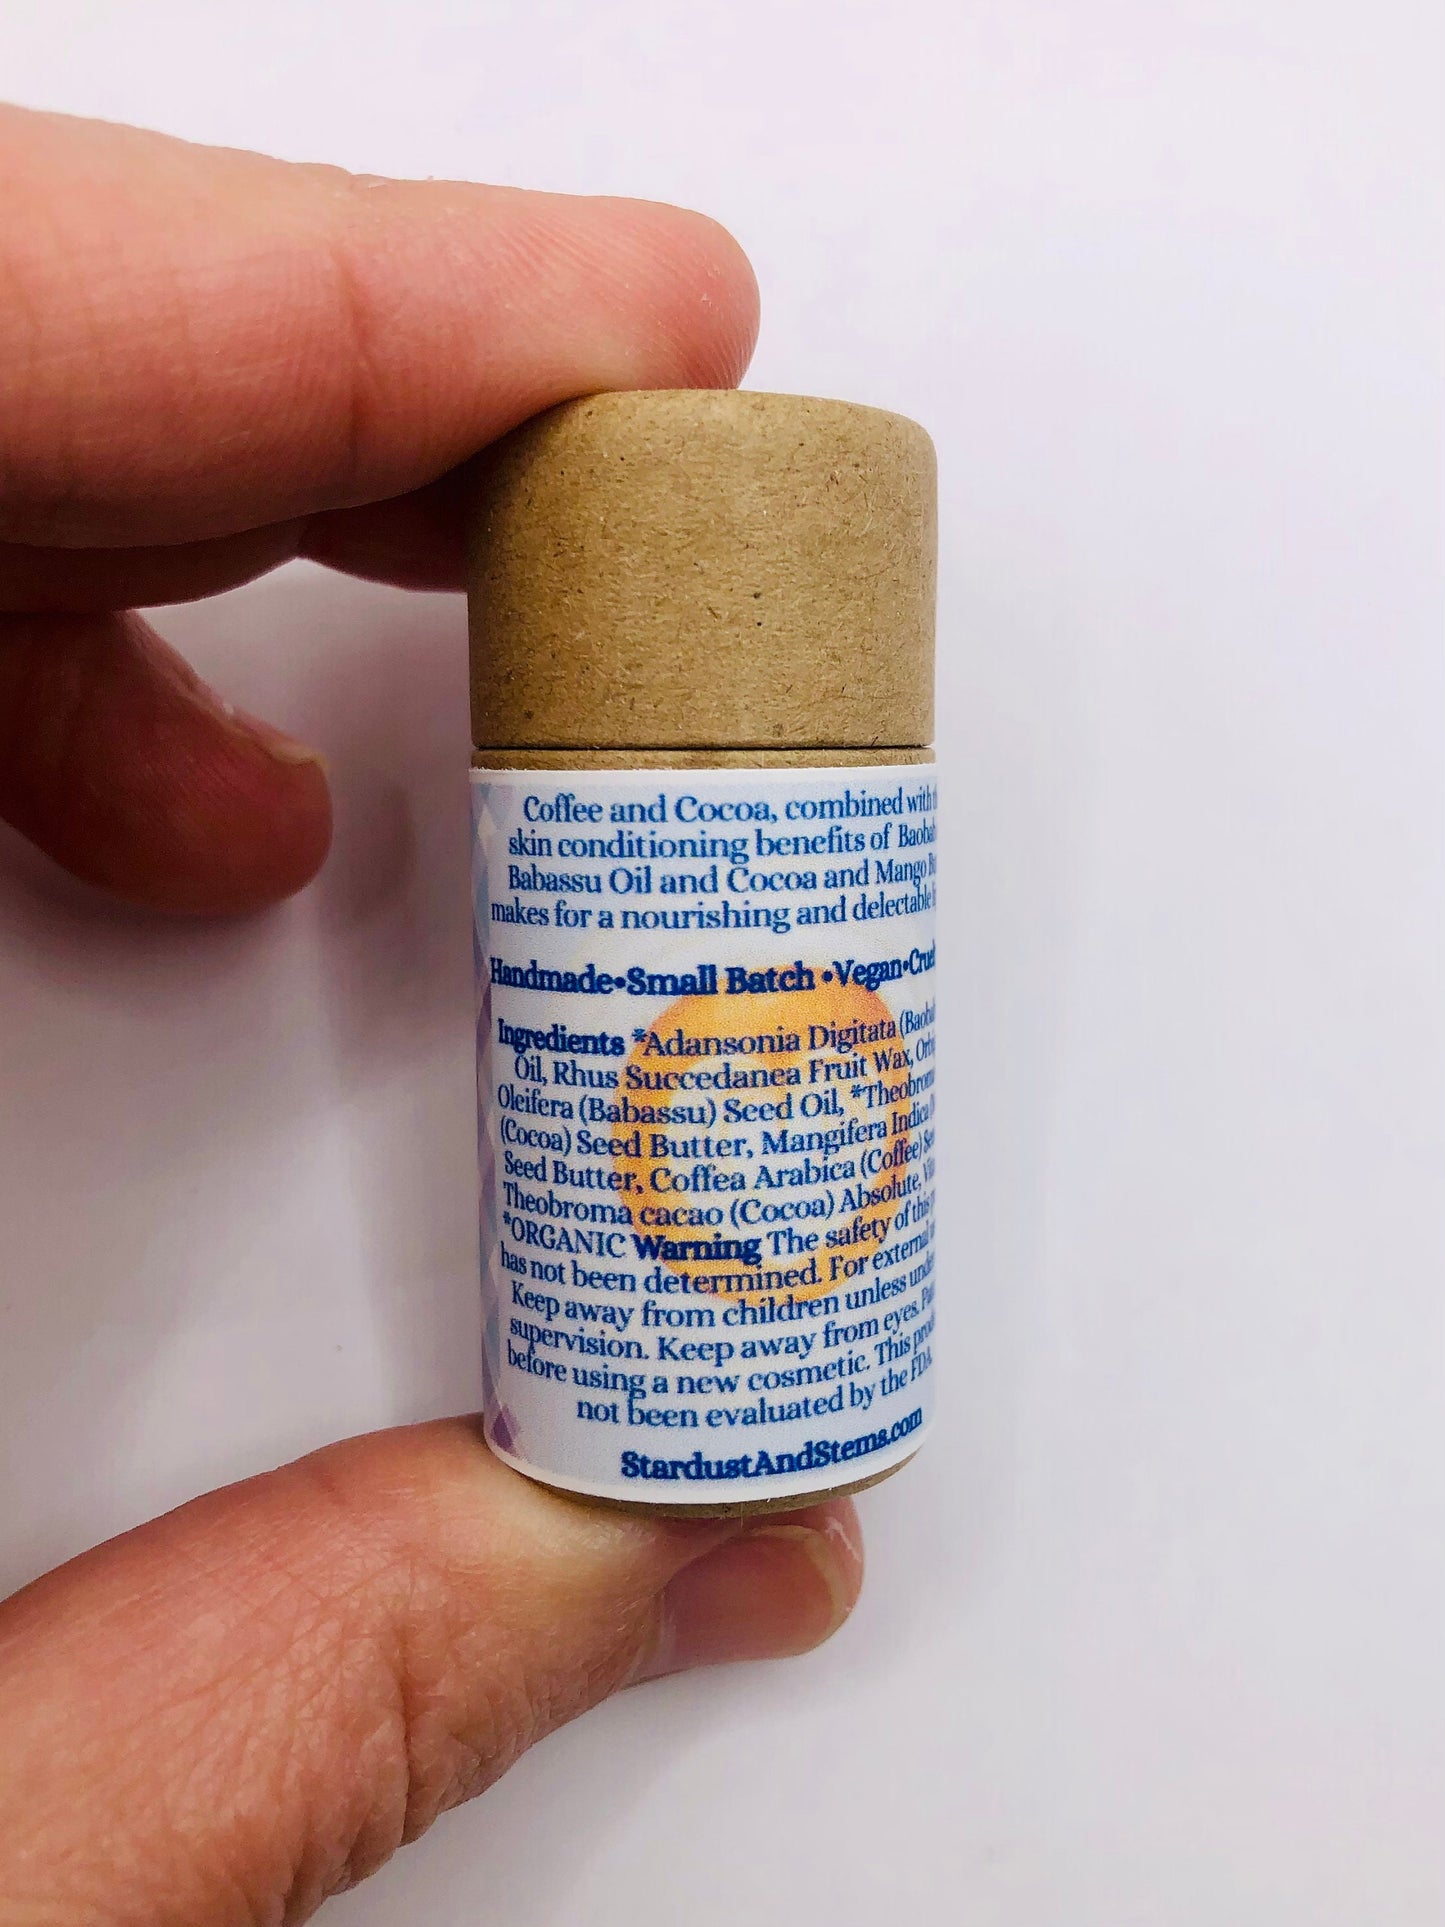 Coffee and Cocoa, combined with
skin conditioning benefits of
Babassu Oil and Cocoa and Mango
makes for a nourishing and delectable
Handmade•Small Batch •Vegan•
Ingredients *Adansonia Digitata
Oil, Rhus Succedanea Fruit Wax,
Oleifera (Babassu) Seed Oil,
(Cocoa) Seed Butter, Mangifera Indica
Seed Butter, Coffea Arabica (Coffee)
Theobroma cacao (Cocoa) Absolute,
*ORGANIC Warning The safety of this
has not been determined. For external
Keep away from children unless
supervision. Keep away from eyes.
before using a new cosmetic. This
not been evaluated by the FDA.
StardustAndStems.com